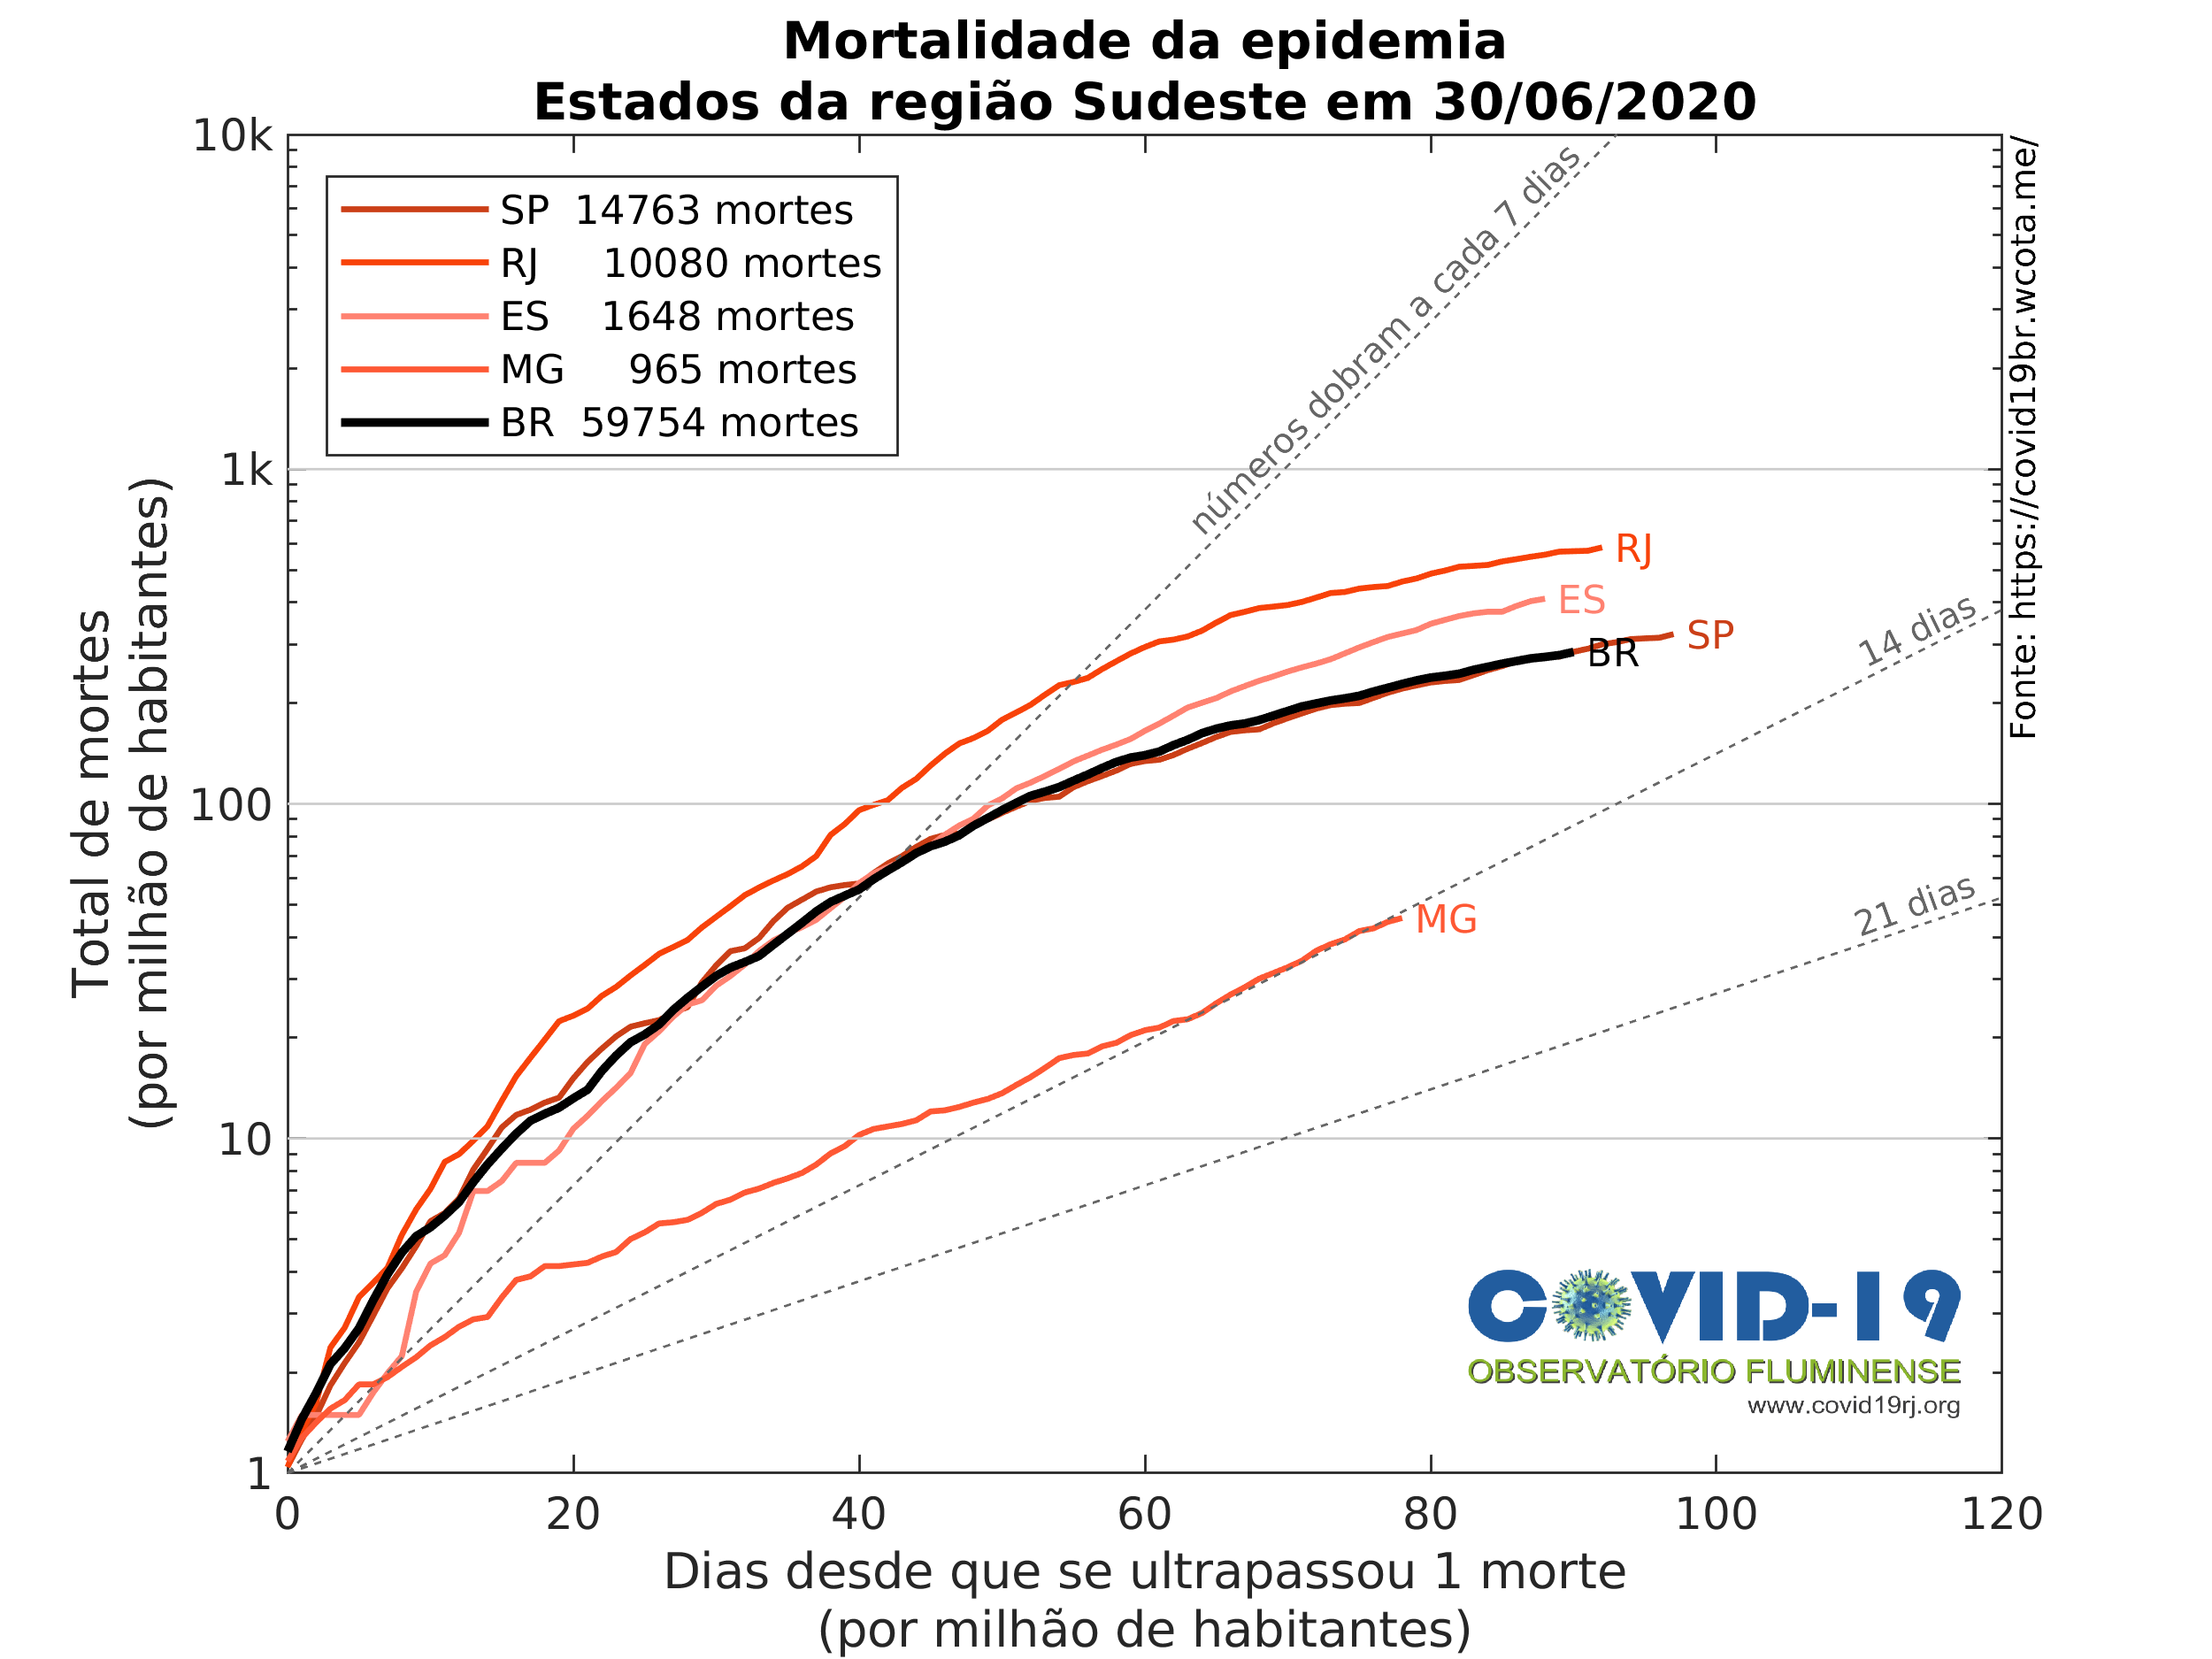 Mortalidade da epidemia
Estados da região Sudeste em 30/06/2020
10k
1k
100
10
1
Total de mortes
(por milhão de habitantes)
SP 14763 mortes
RJ 10080 mortes
ES 1648 mortes
MG 965 mortes
BR 59754 mortes
números dobram a cada 7 dias
14 dias
21 dias
RJ
ES
SP
BR
MG
Fonte: https://covid19br.wcota.me/
COVID-19
OBSERVATÓRIO FLUMINENSE
www.covid19rj.org
0 20 40 60 80 100 120
Dias desde que se ultrapassou 1 morte
(por milhão de habitantes)